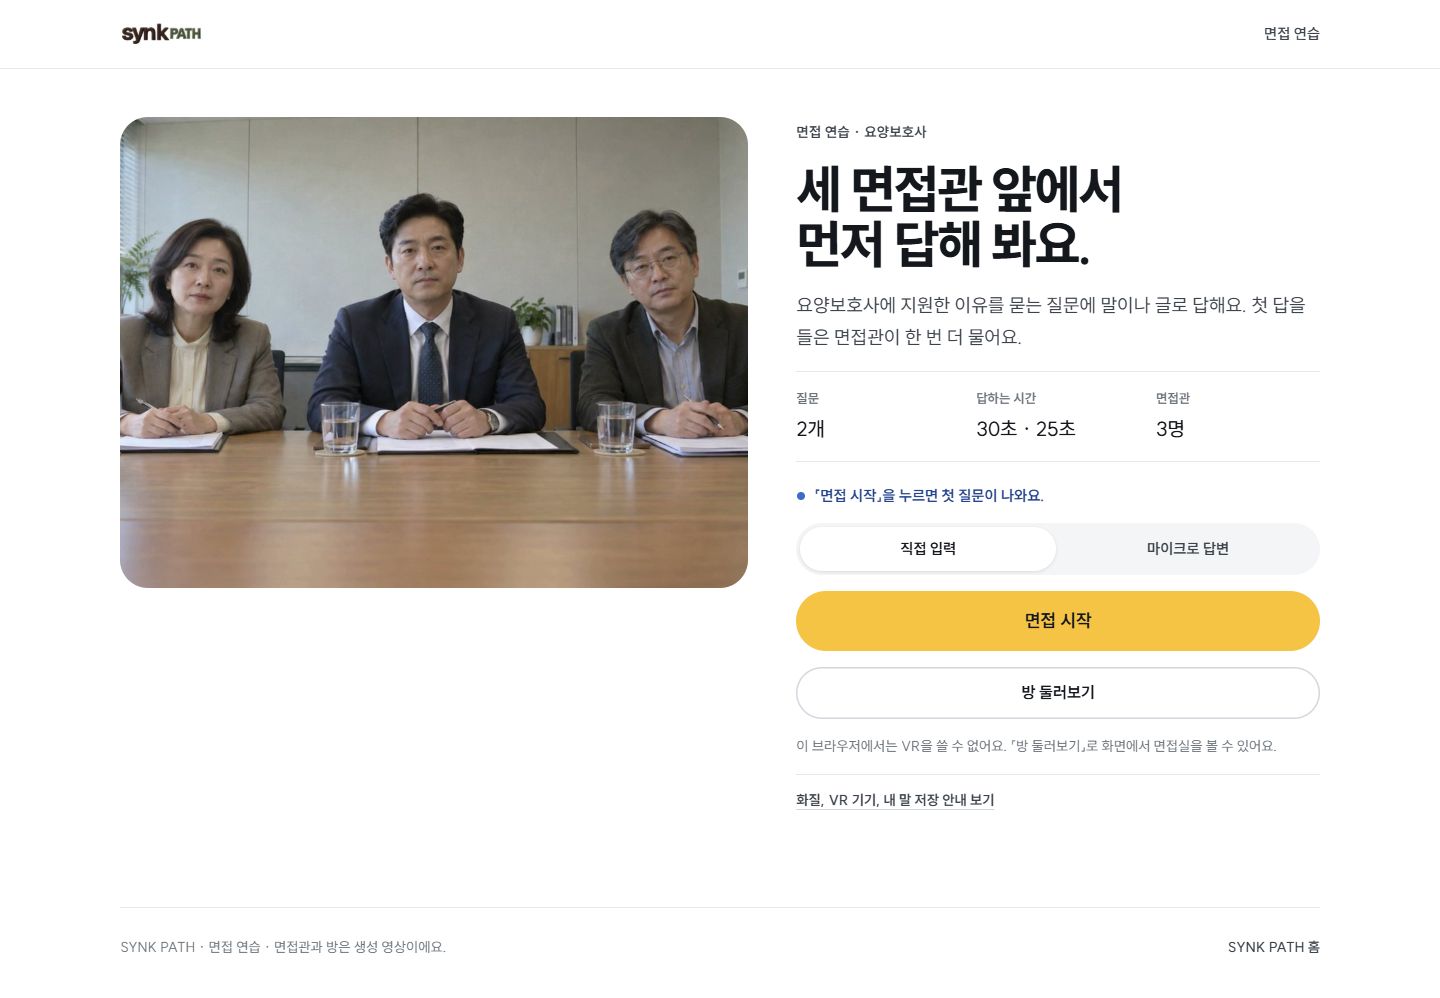 synk PATH
면접 연습
면접 연습 · 요양보호사
세 면접관 앞에서
먼저 답해 봐요.
요양보호사에 지원한 이유를 묻는 질문에 말이나 글로 답해요. 첫 답을
들은 면접관이 한 번 더 물어요.
질문
답하는 시간
면접관
2개
30초 · 25초
3명
「면접 시작」을 누르면 첫 질문이 나와요.
직접 입력
마이크로 답변
면접 시작
방 둘러보기
이 브라우저에서는 VR을 쓸 수 없어요. 「방 둘러보기」로 화면에서 면접실을 볼 수 있어요.
화질, VR 기기, 내 말 저장 안내 보기
SYNK PATH · 면접 연습 · 면접관과 방은 생성 영상이에요.
SYNK PATH 홈